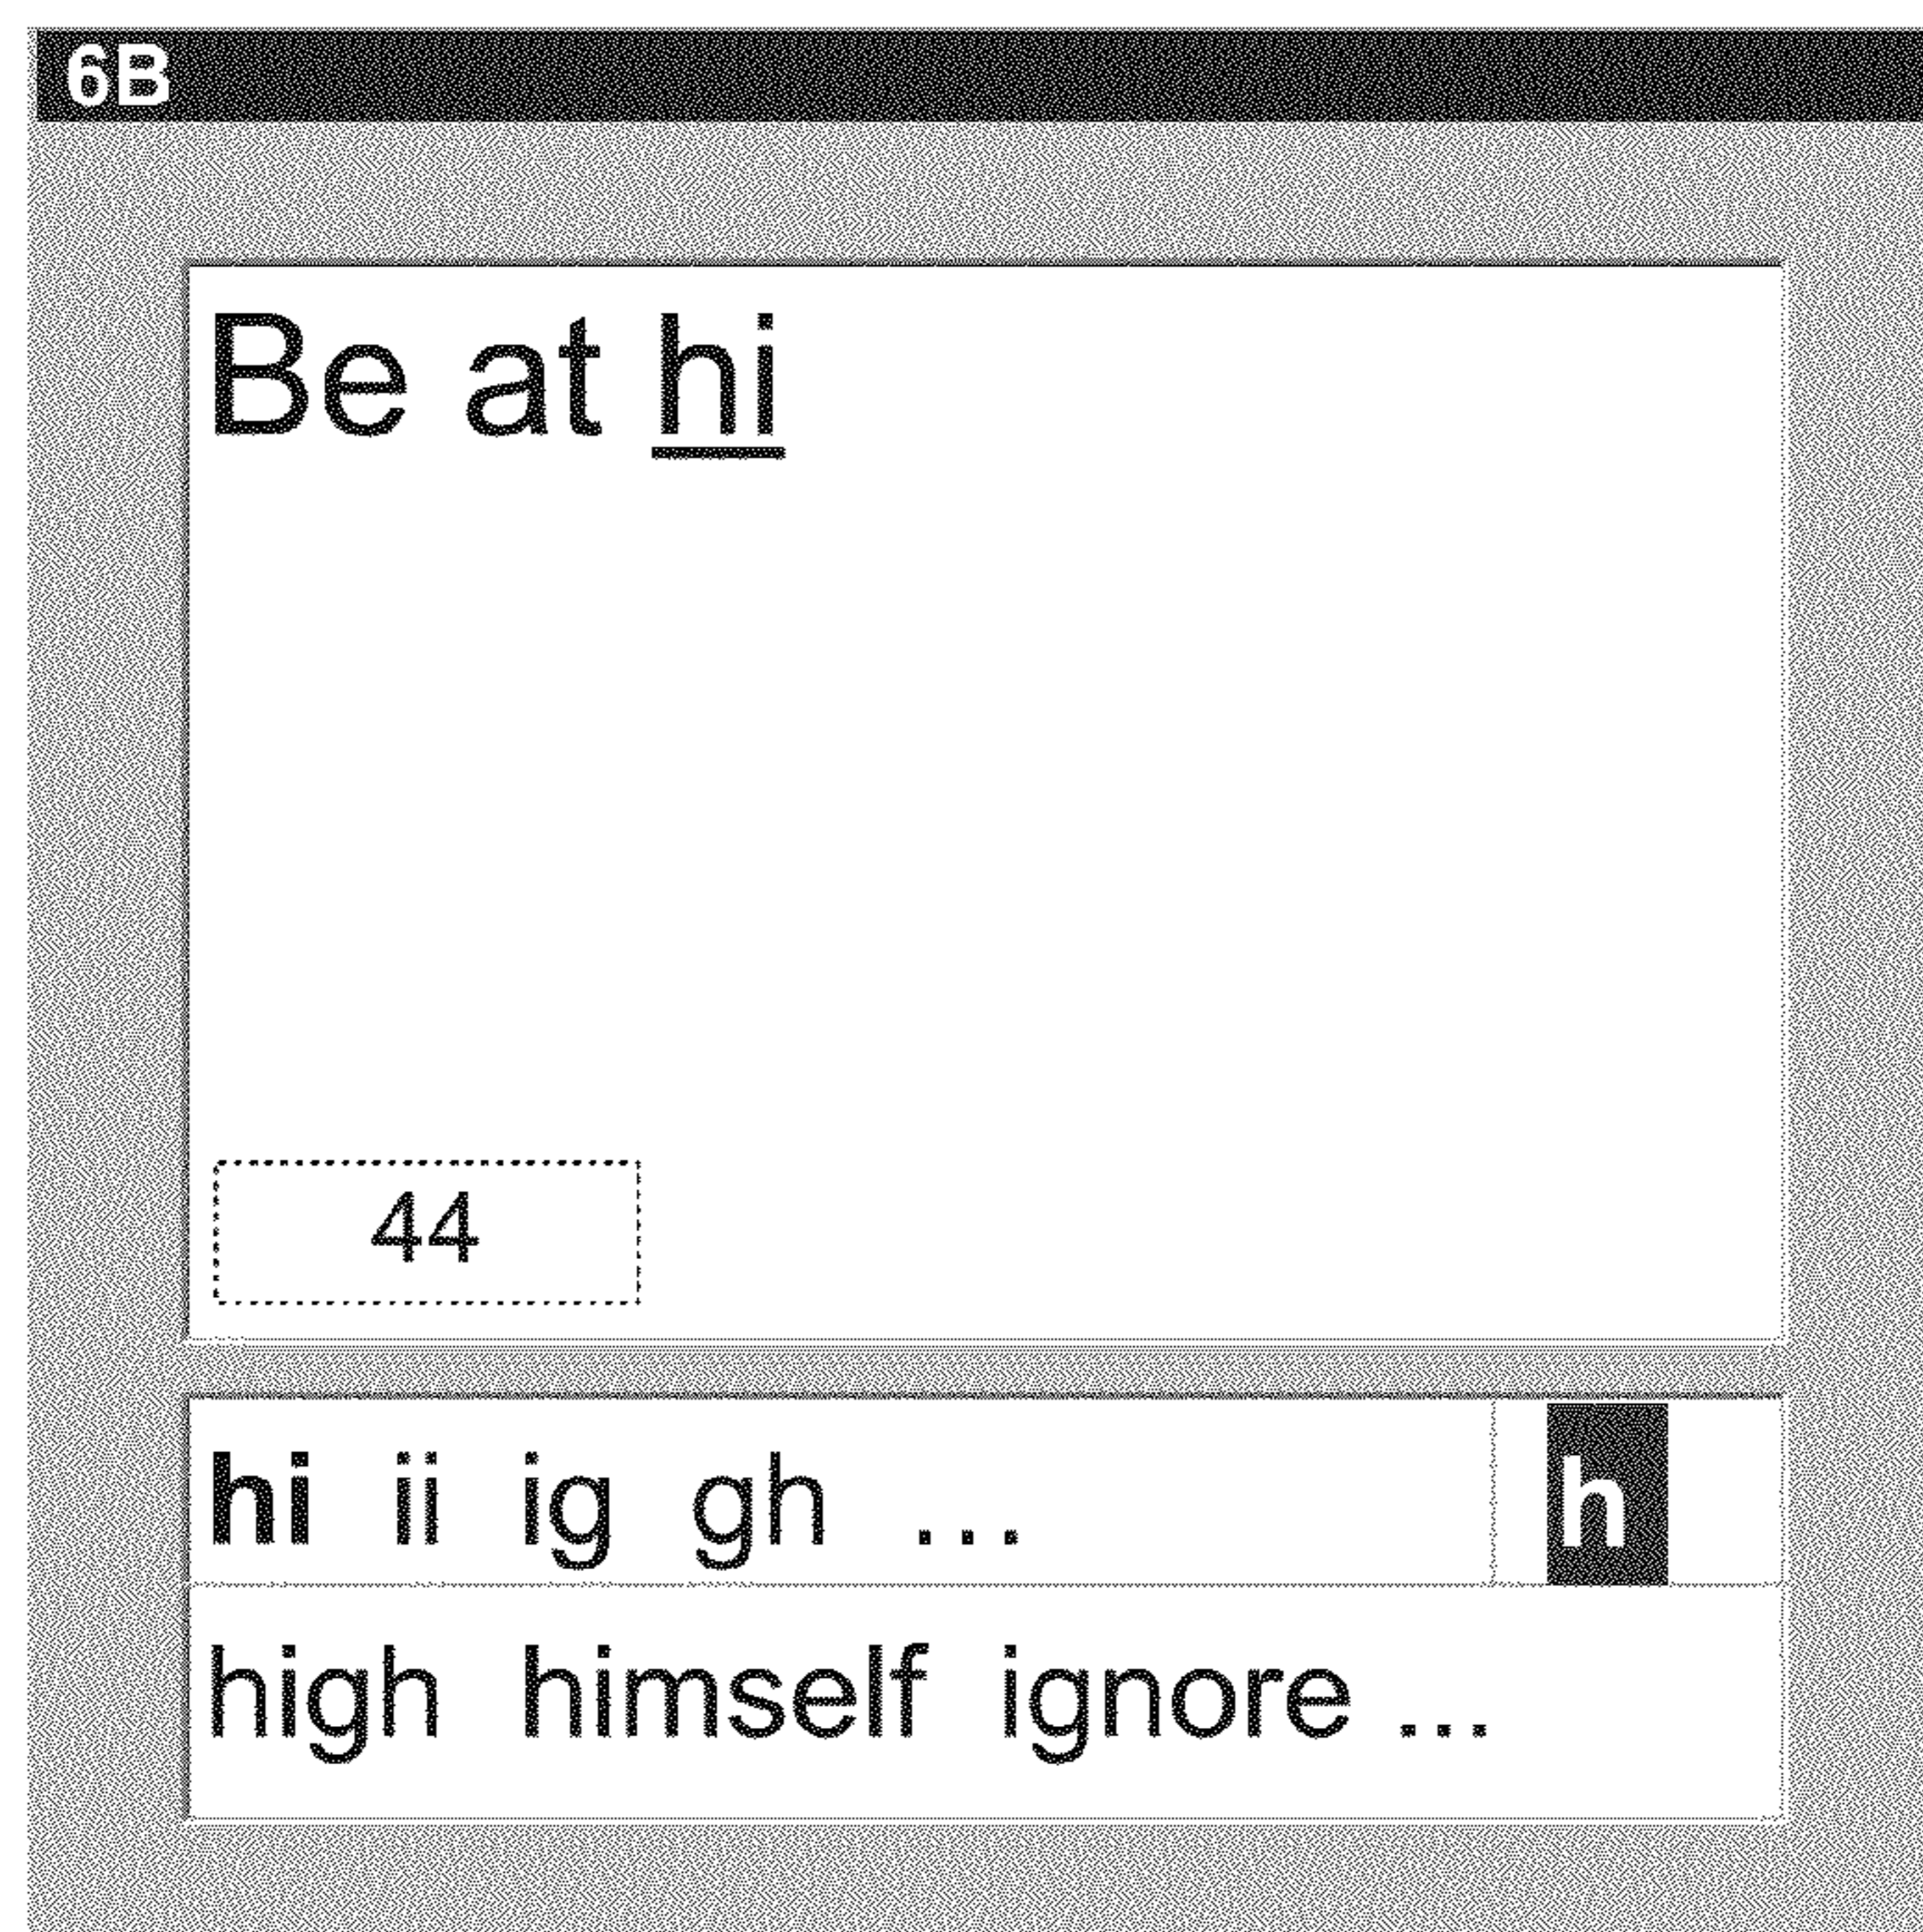 6B
Be at hi
44
hi ii ig gh ... h
high himself ignore ...